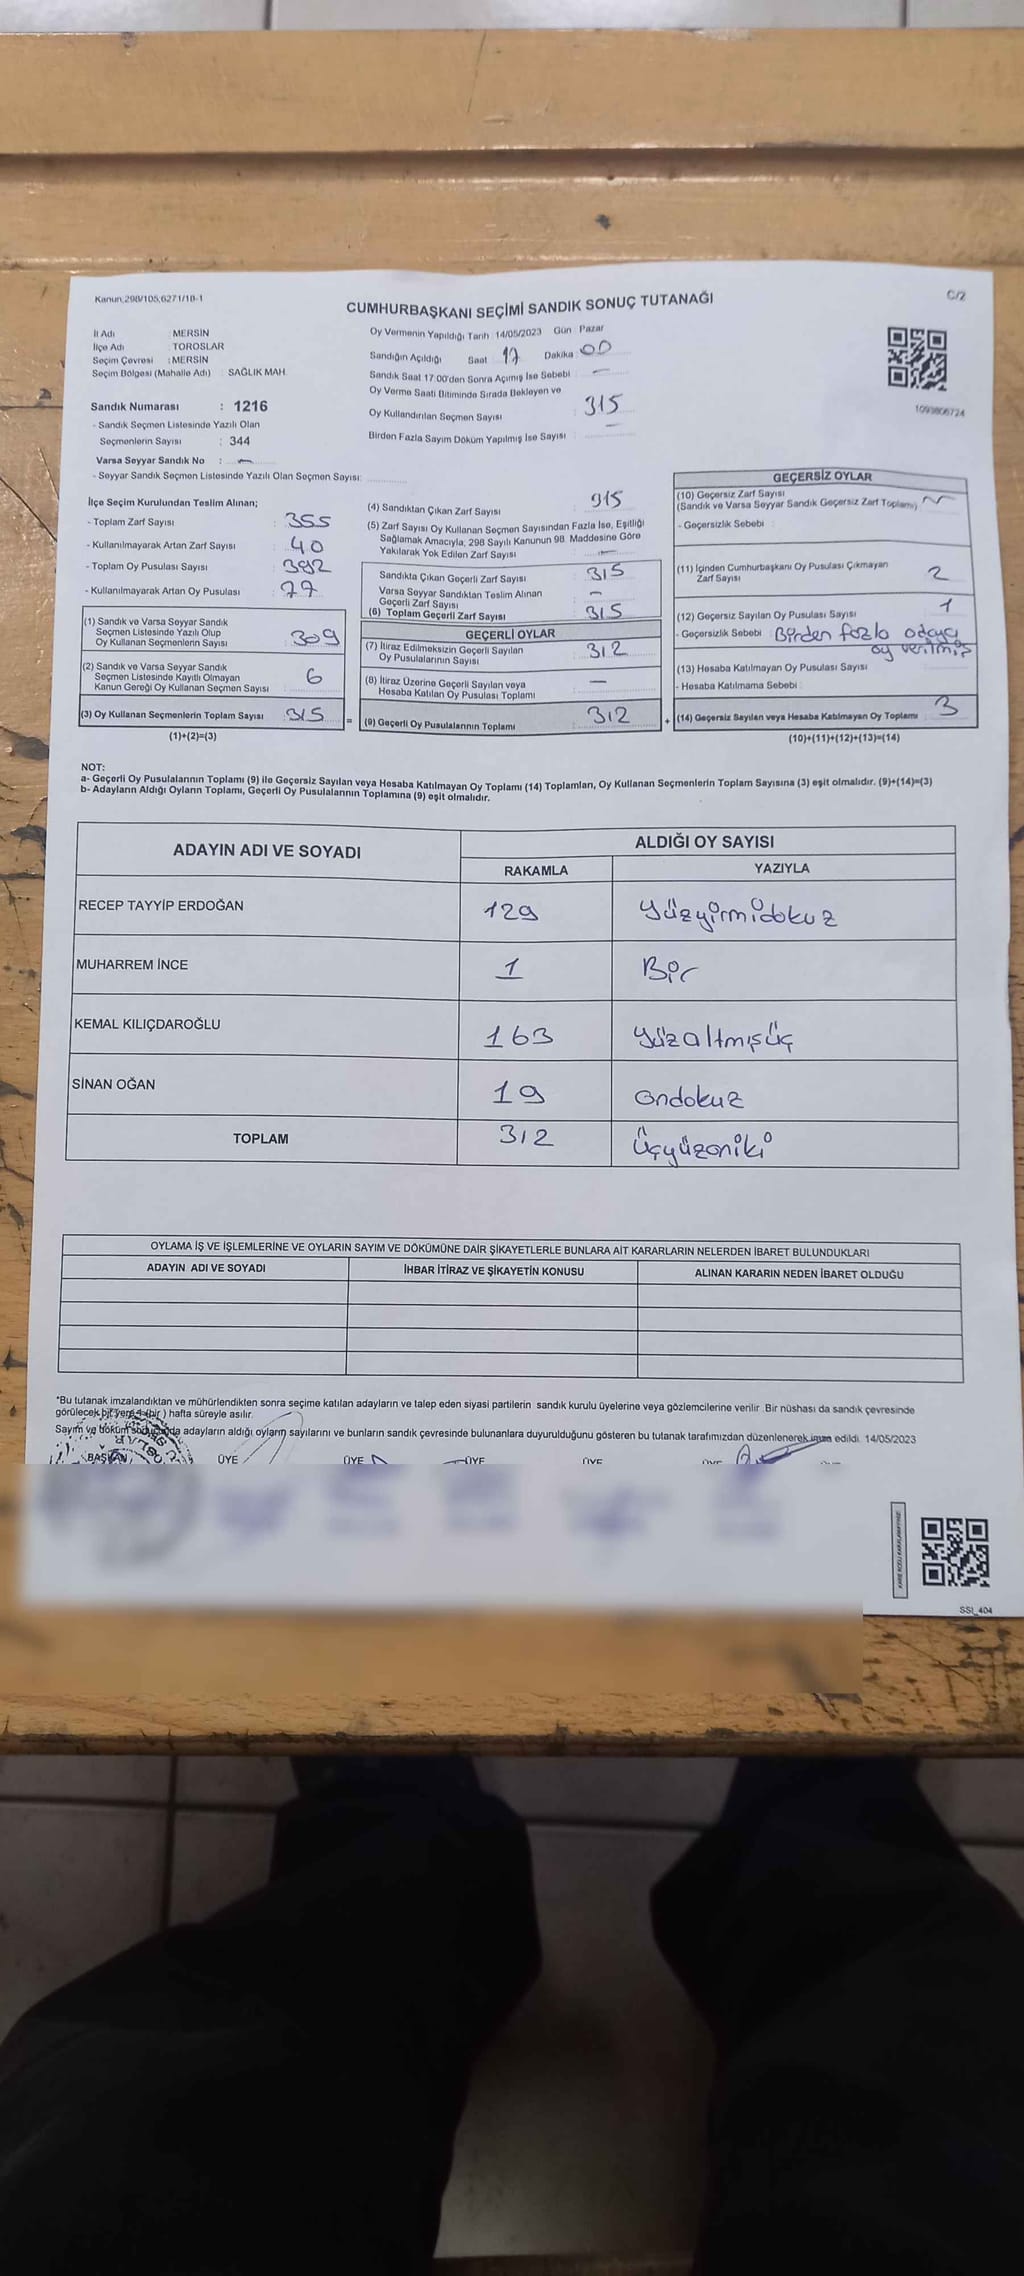 Kanun;298/105,6271/18-1
CUMHURBAŞKANI SEÇİMİ SANDIK SONUÇ TUTANAĞI
C/2
İl Adı : MERSİN
İlçe Adı : TOROSLAR
Seçim Çevresi : MERSİN
Seçim Bölgesi (Mahalle Adı) : SAĞLIK MAH.
Oy Vermenin Yapıldığı Tarih 14/05/2023 Gün Pazar
Sandığın Açıldığı Saat 17 Dakika : 00
Sandık Saat 17:00'den Sonra Açımış İse Sebebi : —
Oy Verme Saati Bitiminde Sırada Bekleyen ve
Oy Kullandırılan Seçmen Sayısı : 315
Birden Fazla Sayım Döküm Yapılmış İse Sayısı : —
1093806724
Sandık Numarası : 1216
- Sandık Seçmen Listesinde Yazılı Olan
Seçmenlerin Sayısı : 344
Varsa Seyyar Sandık No : —
- Seyyar Sandık Seçmen Listesinde Yazılı Olan Seçmen Sayısı:
İlçe Seçim Kurulundan Teslim Alınan;
- Toplam Zarf Sayısı : 355
- Kullanılmayarak Artan Zarf Sayısı : 40
- Toplam Oy Pusulası Sayısı : 392
- Kullanılmayarak Artan Oy Pusulası : 77
(1) Sandık ve Varsa Seyyar Sandık
Seçmen Listesinde Yazılı Olup
Oy Kullanan Seçmenlerin Sayısı : 309
(2) Sandık ve Varsa Seyyar Sandık
Seçmen Listesinde Kayıtlı Olmayan
Kanun Gereği Oy Kullanan Seçmen Sayısı : 6
(3) Oy Kullanan Seçmenlerin Toplam Sayısı : 315
(1)+(2)=(3)
(4) Sandıktan Çıkan Zarf Sayısı : 315
(5) Zarf Sayısı Oy Kullanan Seçmen Sayısından Fazla İse, Eşitliği
Sağlamak Amacıyla, 298 Sayılı Kanunun 98. Maddesine Göre
Yakılarak Yok Edilen Zarf Sayısı : —
Sandıkta Çıkan Geçerli Zarf Sayısı : 315
Varsa Seyyar Sandıktan Teslim Alınan
Geçerli Zarf Sayısı : —
(6) Toplam Geçerli Zarf Sayısı : 315
GEÇERLİ OYLAR
(7) İtiraz Edilmeksizin Geçerli Sayılan
Oy Pusulalarının Sayısı : 312
(8) İtiraz Üzerine Geçerli Sayılan veya
Hesaba Katılan Oy Pusulası Toplamı : —
= (9) Geçerli Oy Pusulalarının Toplamı : 312
GEÇERSİZ OYLAR
(10) Geçersiz Zarf Sayısı
(Sandık ve Varsa Seyyar Sandık Geçersiz Zarf Toplamı)
- Geçersizlik Sebebi :
(11) İçinden Cumhurbaşkanı Oy Pusulası Çıkmayan
Zarf Sayısı : 2
(12) Geçersiz Sayılan Oy Pusulası Sayısı : 1
- Geçersizlik Sebebi : Birden fazla adaya
oy verilmiş
(13) Hesaba Katılmayan Oy Pusulası Sayısı
- Hesaba Katılmama Sebebi :
+ (14) Geçersiz Sayılan veya Hesaba Katılmayan Oy Toplamı : 3
(10)+(11)+(12)+(13)=(14)
NOT:
a- Geçerli Oy Pusulalarının Toplamı (9) ile Geçersiz Sayılan veya Hesaba Katılmayan Oy Toplamı (14) Toplamları, Oy Kullanan Seçmenlerin Toplam Sayısına (3) eşit olmalıdır. (9)+(14)=(3)
b- Adayların Aldığı Oyların Toplamı, Geçerli Oy Pusulalarının Toplamına (9) eşit olmalıdır.
ADAYIN ADI VE SOYADI
ALDIĞI OY SAYISI
RAKAMLA YAZIYLA
RECEP TAYYİP ERDOĞAN 129 Yüzyirmidokuz
MUHARREM İNCE 1 Bir
KEMAL KILIÇDAROĞLU 163 Yüzaltmışüç
SİNAN OĞAN 19 Ondokuz
TOPLAM 312 Üçyüzoniki
OYLAMA İŞ VE İŞLEMLERİNE VE OYLARIN SAYIM VE DÖKÜMÜNE DAİR ŞİKAYETLERLE BUNLARA AİT KARARLARIN NELERDEN İBARET BULUNDUKLARI
ADAYIN ADI VE SOYADI İHBAR İTİRAZ VE ŞİKAYETİN KONUSU ALINAN KARARIN NEDEN İBARET OLDUĞU
*Bu tutanak imzalandıktan ve mühürlendikten sonra seçime katılan adayların ve talep eden siyasi partilerin sandık kurulu üyelerine veya gözlemcilerine verilir. Bir nüshası da sandık çevresinde
görülecek bir yere 1 (bir) hafta süreyle asılır.
Sayım ve döküm sonucunda adayların aldığı oyların sayılarını ve bunların sandık çevresinde bulunanlara duyurulduğunu gösteren bu tutanak tarafımızdan düzenlenerek imza edildi. 14/05/2023
BAŞKAN ÜYE ÜYE ÜYE ÜYE
SSI_404